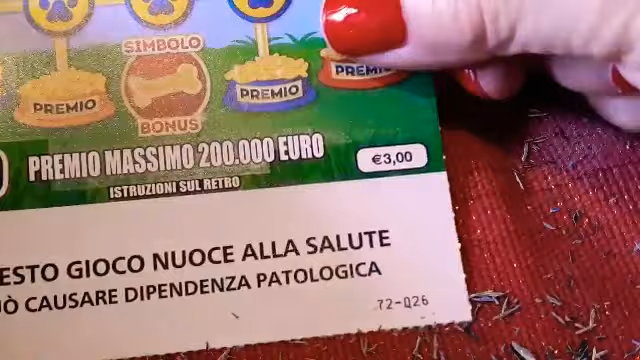 SIMBOLO
PREMIO
BONUS
PREMIO
PREMIO
PREMIO MASSIMO 200.000 EURO
€3,00
ISTRUZIONI SUL RETRO
ESTO GIOCO NUOCE ALLA SALUTE
UÒ CAUSARE DIPENDENZA PATOLOGICA
72-Q26